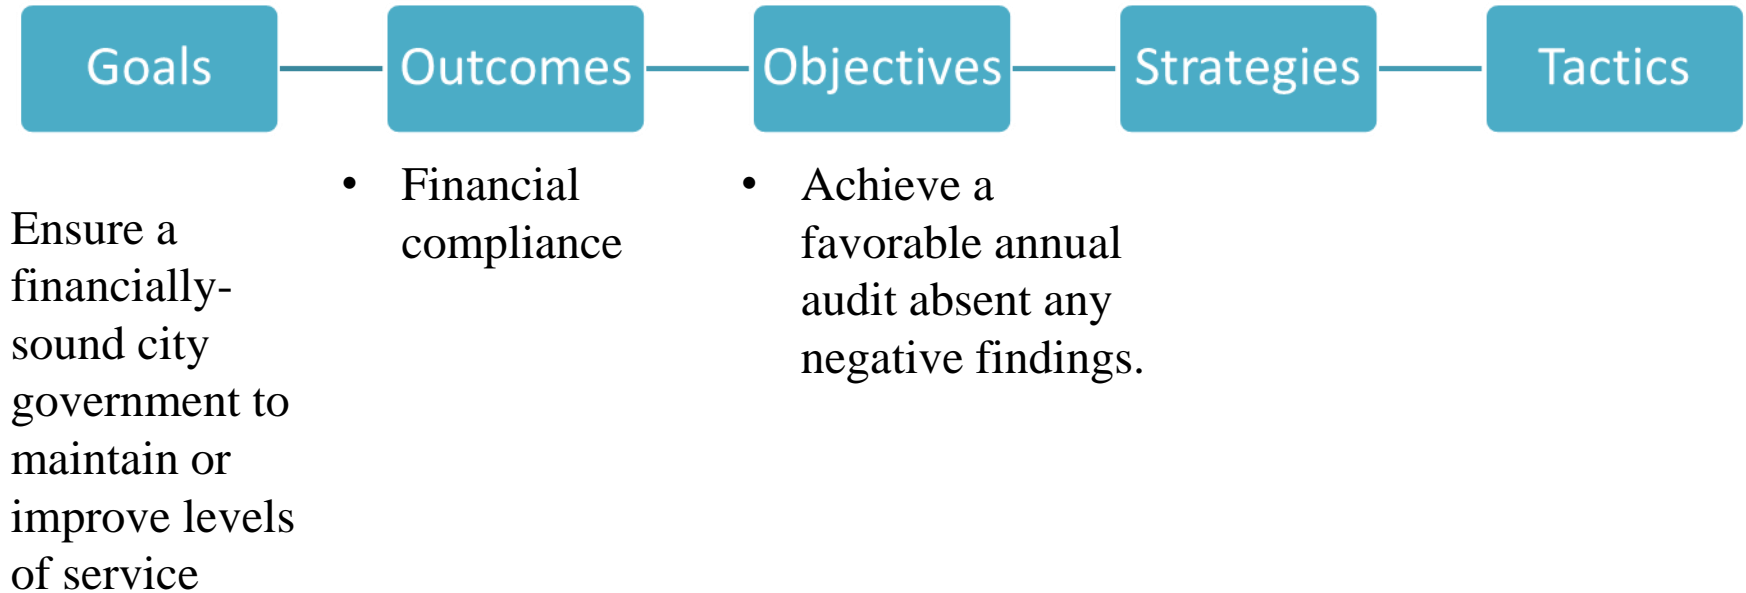 Goals
Outcomes
Objectives
Strategies
Tactics
Ensure a
financially-
sound city
government to
maintain or
improve levels
of service
• Financial
compliance
• Achieve a
favorable annual
audit absent any
negative findings.